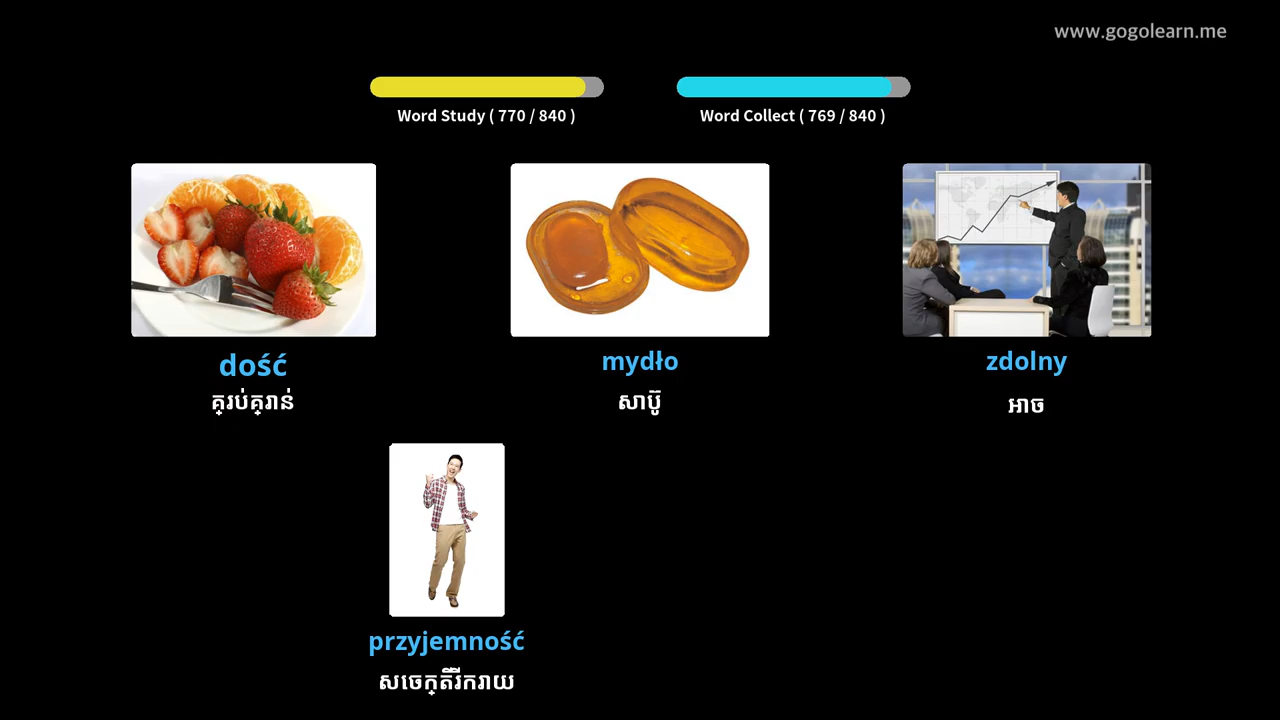 www.gogolearn.me
Word Study ( 770 / 840 )
Word Collect ( 769 / 840 )
dość
mydło
zdolny
គ្រប់គ្រាន់
សាប៊ូ
អាច
przyjemność
សេចក្តីរីករាយ